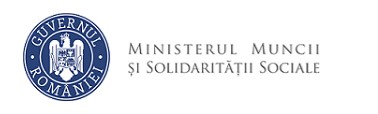 GUVERNUL
ROMÂNIEI
MINISTERUL MUNCII
ȘI SOLIDARITĂȚII SOCIALE